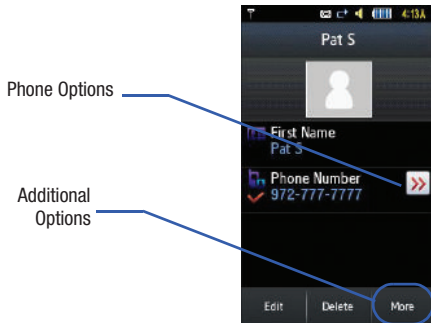 4:13A
Pat S
Phone Options
First Name
Pat S
Phone Number
972-777-7777
Additional
Options
Edit Delete More